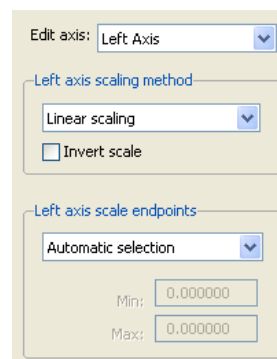 Edit axis: Left Axis
Left axis scaling method
Linear scaling
Invert scale
Left axis scale endpoints
Automatic selection
Min: 0.000000
Max: 0.000000